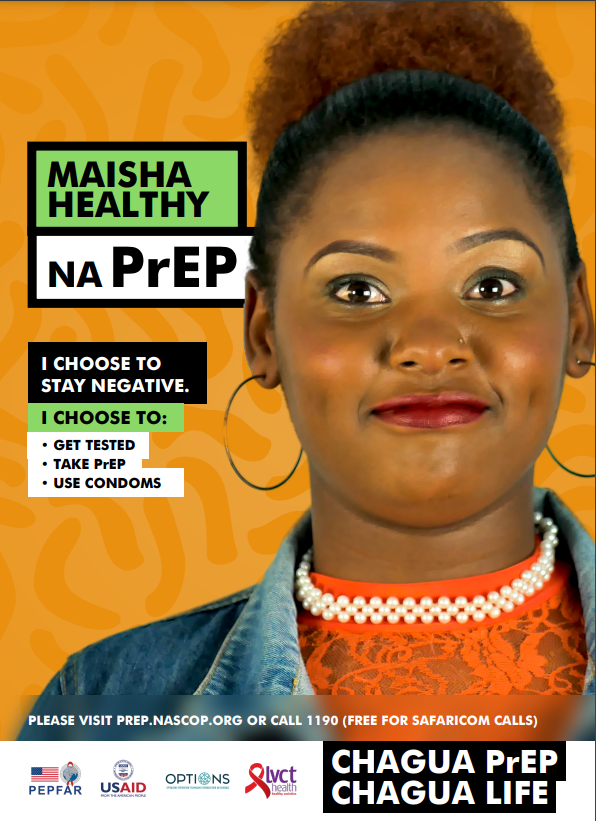 MAISHA
HEALTHY
NA PrEP
I CHOOSE TO
STAY NEGATIVE.
I CHOOSE TO:
• GET TESTED
• TAKE PrEP
• USE CONDOMS
PLEASE VISIT PREP.NASCOP.ORG OR CALL 1190 (FREE FOR SAFARICOM CALLS)
PEPFAR
USAID
FROM THE AMERICAN PEOPLE
OPTIONS
lvct
health
CHAGUA PrEP
CHAGUA LIFE